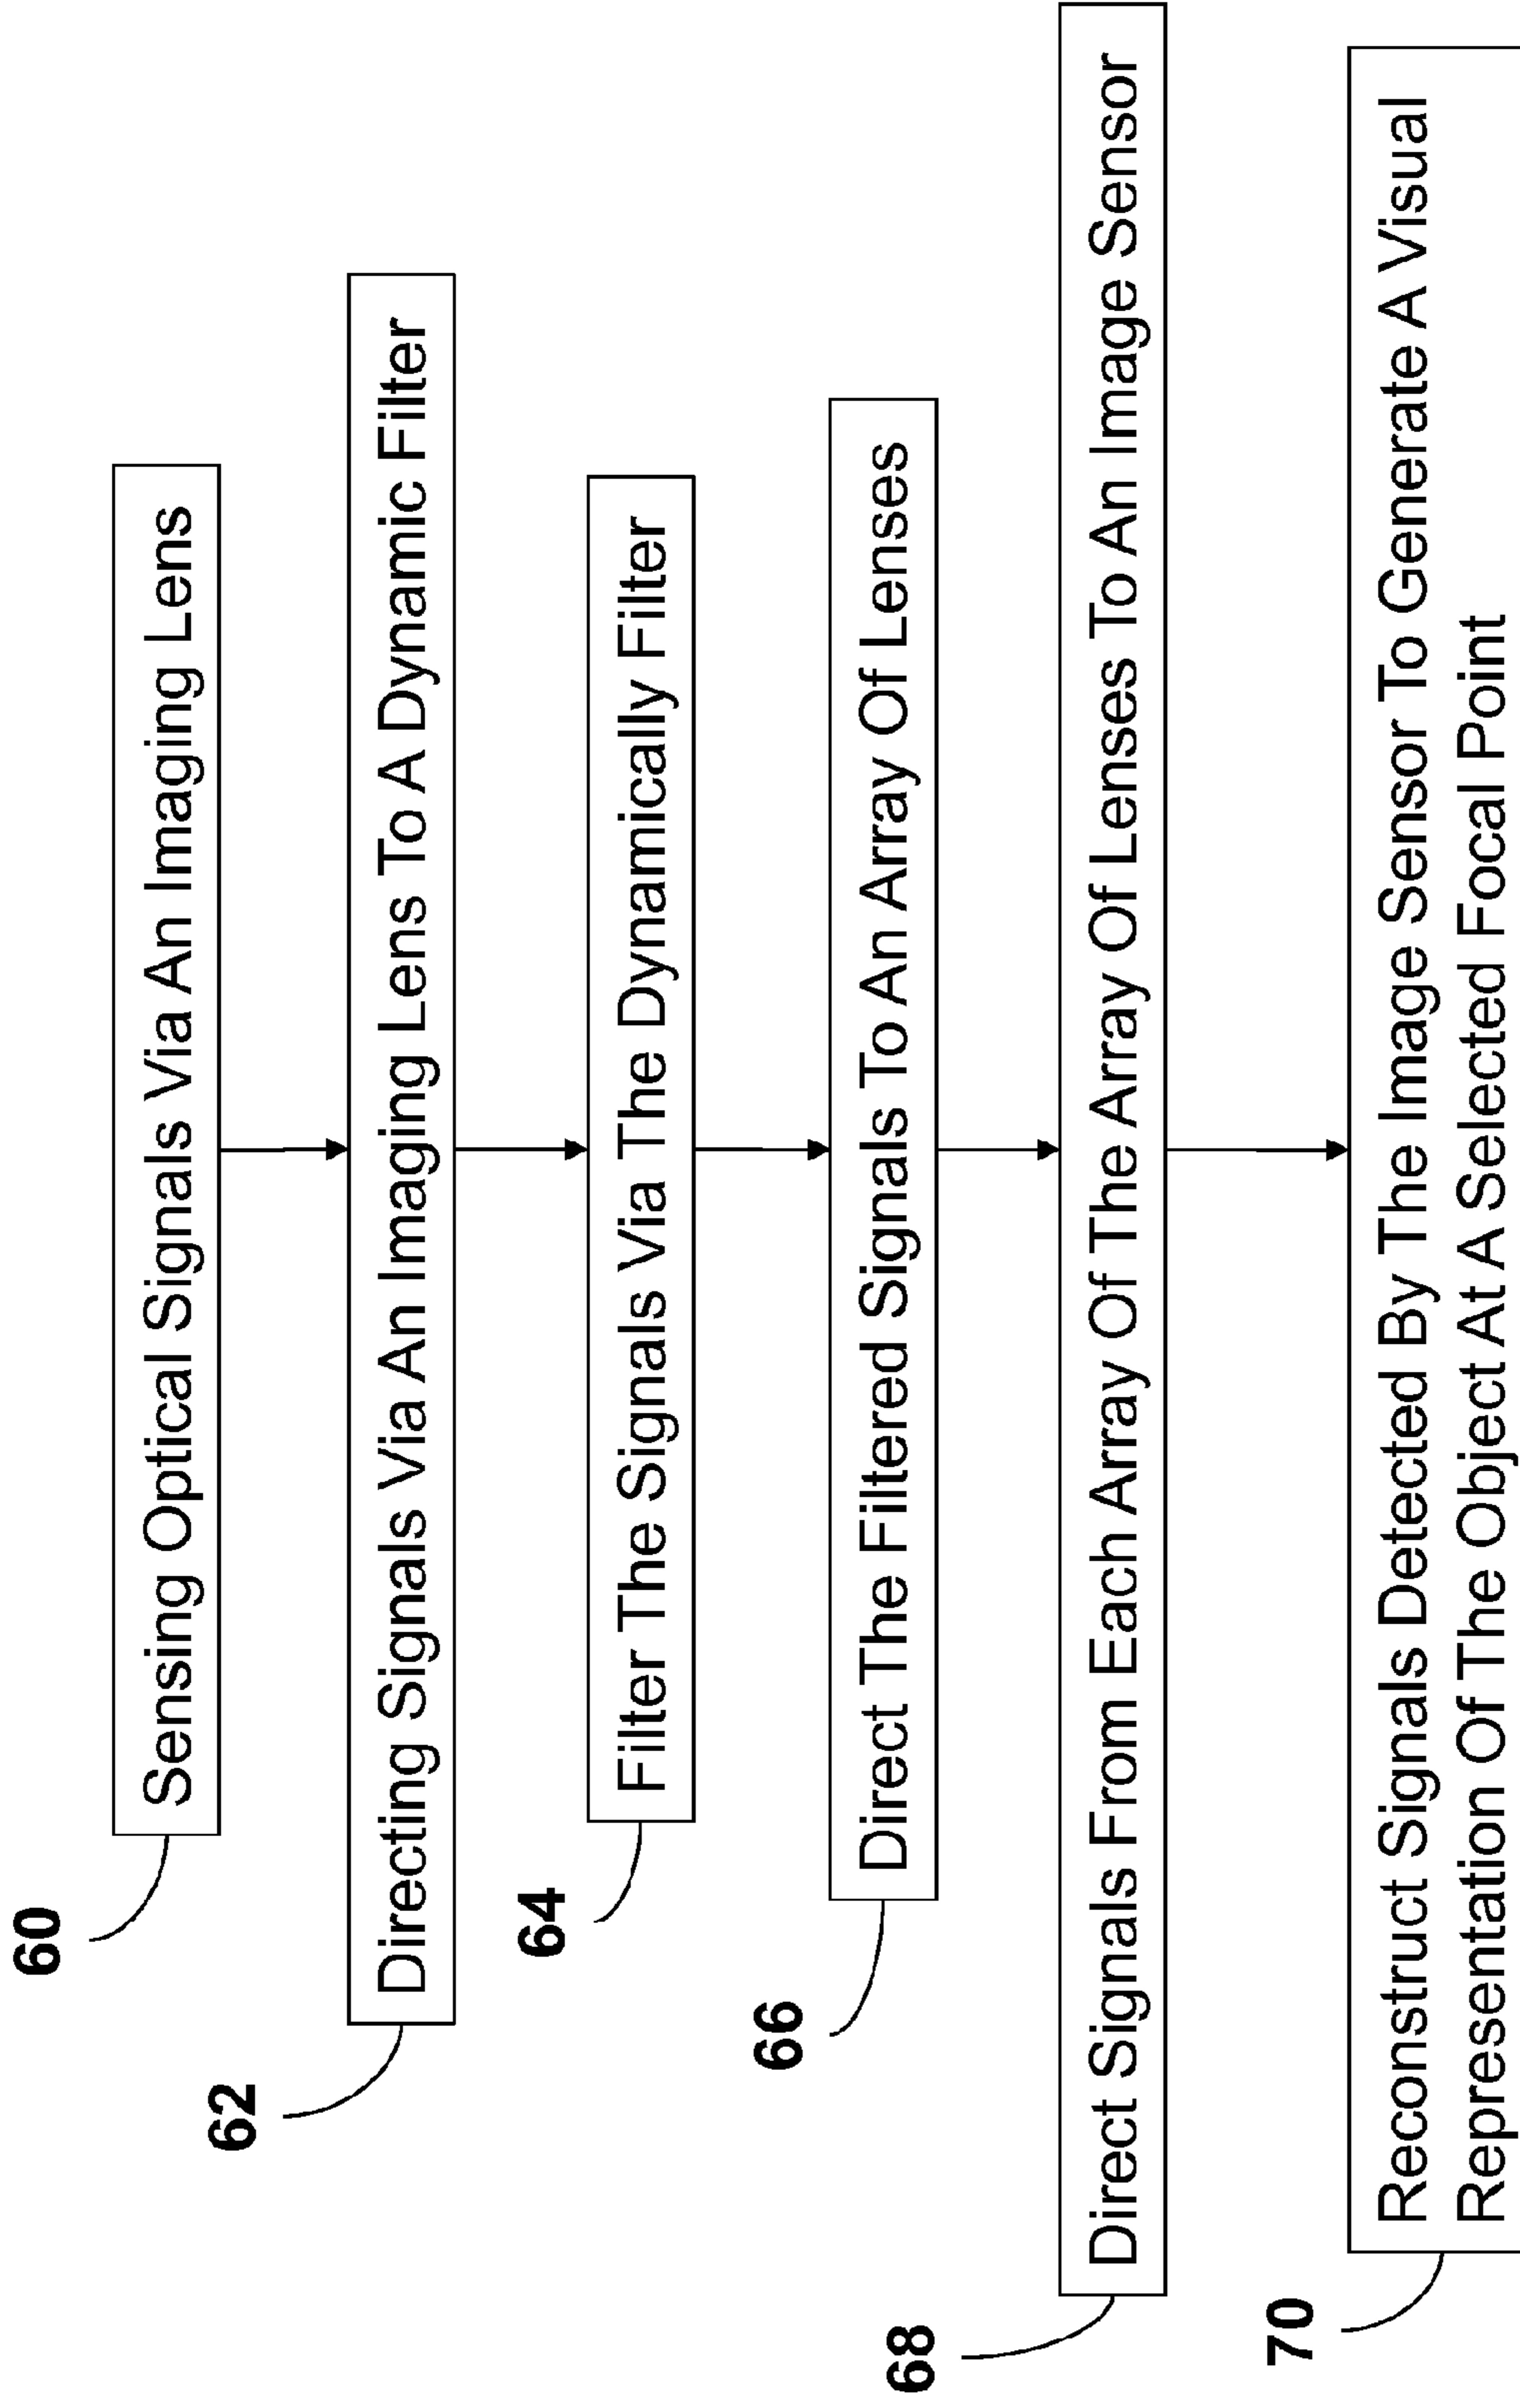 60
Sensing Optical Signals Via An Imaging Lens
62
Directing Signals Via An Imaging Lens To A Dynamic Filter
64
Filter The Signals Via The Dynamically Filter
66
Direct The Filtered Signals To An Array Of Lenses
68
Direct Signals From Each Array Of The Array Of Lenses To An Image Sensor
70
Reconstruct Signals Detected By The Image Sensor To Generate A Visual
Representation Of The Object At A Selected Focal Point